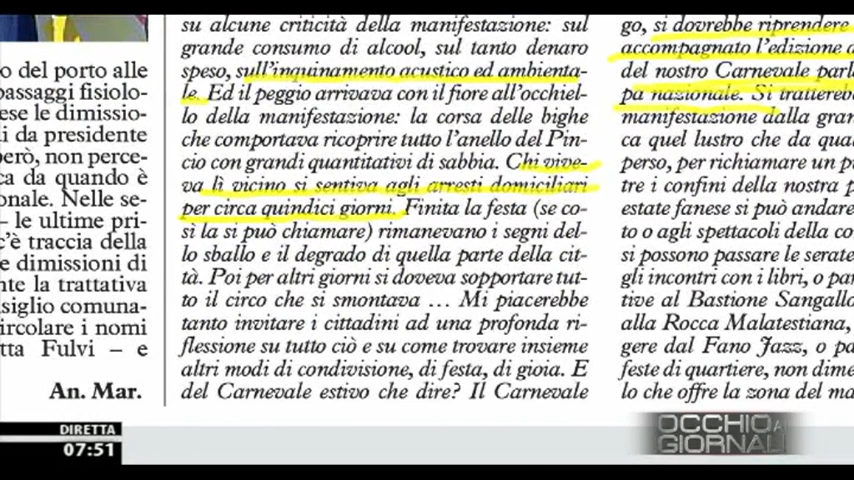 o del porto alle
passaggi fisiolo-
ese le dimissio-
li da presidente
però, non perce-
ca da quando è
onale. Nelle se-
– le ultime pri-
c'è traccia della
e dimissioni di
nte la trattativa
nsiglio comuna-
ircolare i nomi
tta Fulvi – e
An. Mar.
su alcune criticità della manifestazione: sul
grande consumo di alcool, sul tanto denaro
speso, sull'inquinamento acustico ed ambienta-
le. Ed il peggio arrivava con il fiore all'occhiel-
lo della manifestazione: la corsa delle bighe
che comportava ricoprire tutto l'anello del Pin-
cio con grandi quantitativi di sabbia. Chi vive-
va lì vicino si sentiva agli arresti domiciliari
per circa quindici giorni. Finita la festa (se co-
sì la si può chiamare) rimanevano i segni del-
lo sballo e il degrado di quella parte della cit-
tà. Poi per altri giorni si doveva sopportare tut-
to il circo che si smontava ... Mi piacerebbe
tanto invitare i cittadini ad una profonda ri-
flessione su tutto ciò e su come trovare insieme
altri modi di condivisione, di festa, di gioia. E
del Carnevale estivo che dire? Il Carnevale
go, si dovrebbe riprendere
accompagnato l'edizione d
del nostro Carnevale parl
pa nazionale. Si tratterebb
manifestazione dalla gran
ca quel lustro che da qua
perso, per richiamare un p
tre i confini della nostra p
estate fanese si può andare
to o agli spettacoli della co
si possono passare le serate
gli incontri con i libri, o par
tive al Bastione Sangallo
alla Rocca Malatestiana,
gere dal Fano Jazz, o pa
feste di quartiere, non dime
lo che offre la zona del ma
DIRETTA
07:51
OCCHIO AI
GIORNALI